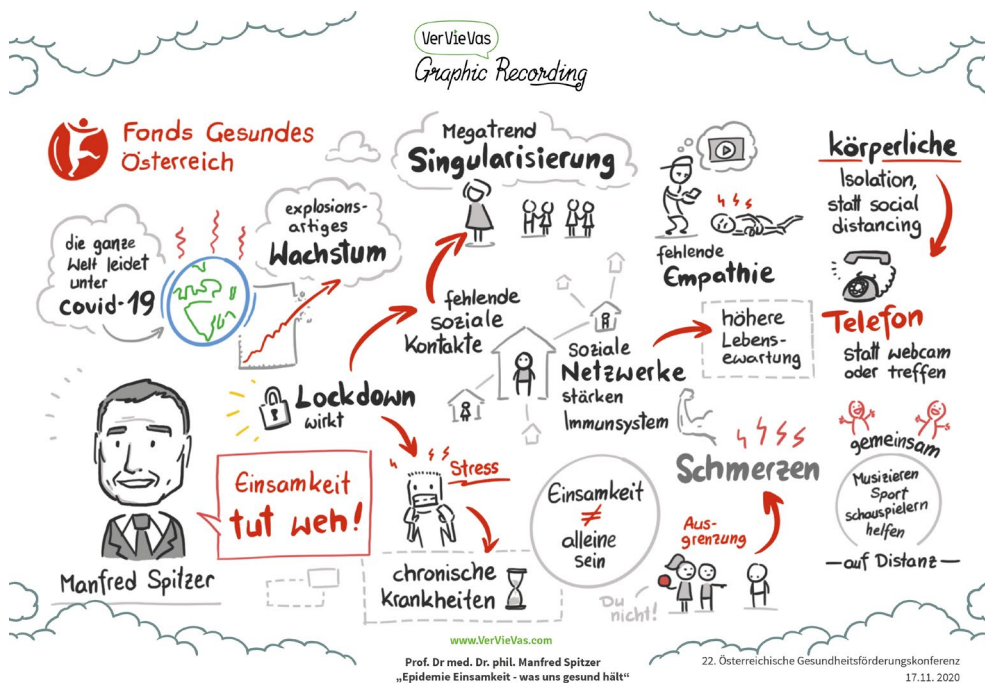 VerVieVas
Graphic Recording
Fonds Gesundes
Österreich
die ganze
Welt leidet
unter
covid-19
explosions-
artiges
Wachstum
Megatrend
Singularisierung
fehlende
soziale
Kontakte
Lockdown
wirkt
Stress
chronische
Krankheiten
Manfred Spitzer
Einsamkeit
tut weh!
fehlende
Empathie
Soziale
Netzwerke
stärken
Immunsystem
höhere
Lebens-
ewartung
Einsamkeit
≠
alleine
sein
Schmerzen
Aus-
grenzung
Du
nicht!
körperliche
Isolation,
statt social
distancing
Telefon
statt webcam
oder treffen
gemeinsam
Musizieren
Sport
schauspielern
helfen
auf Distanz
www.VerVieVas.com
Prof. Dr med. Dr. phil. Manfred Spitzer
„Epidemie Einsamkeit - was uns gesund hält“
22. Österreichische Gesundheitsförderungskonferenz
17.11. 2020